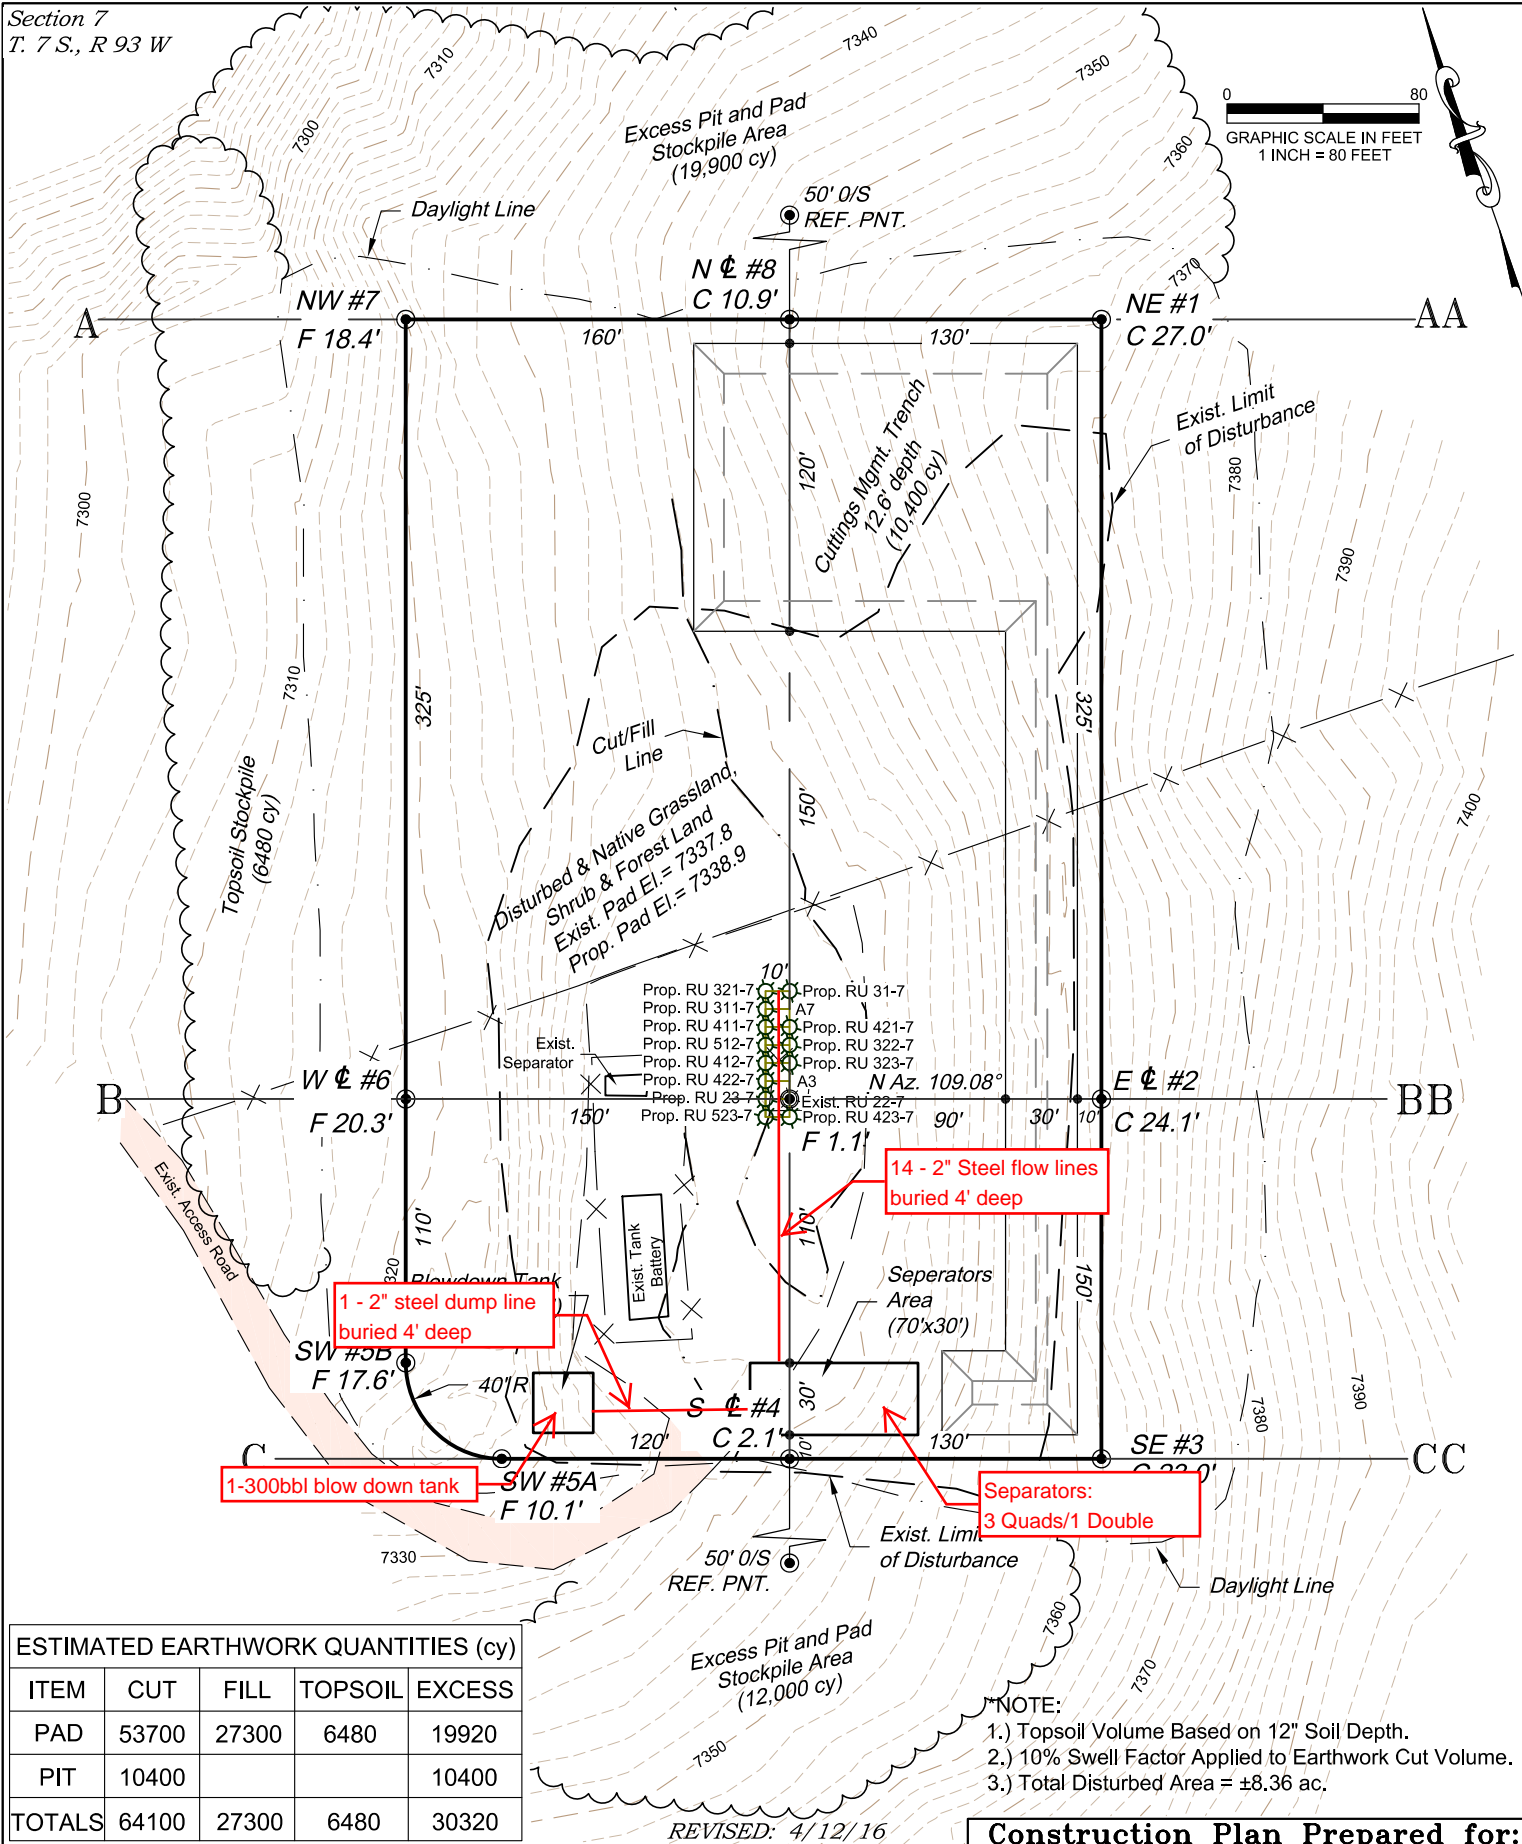 Section 7
T. 7 S., R 93 W
7310
7340
7350
0 80
GRAPHIC SCALE IN FEET
1 INCH = 80 FEET
7300
Excess Pit and Pad
Stockpile Area
(19,900 cy)
7360
Daylight Line
50' 0/S
REF. PNT.
7370
N ℄ #8
C 10.9'
NW #7
F 18.4'
NE #1
C 27.0'
A
AA
160'
130'
Exist. Limit
of Disturbance
Cuttings Mgmt. Trench
12.6' depth
(10,400 cy)
120'
7380
7300
7390
7310
325'
325'
Cut/Fill
Line
Topsoil Stockpile
(6480 cy)
150'
7400
Disturbed & Native Grassland,
Shrub & Forest Land
Exist. Pad El.= 7337.8
Prop. Pad El.= 7338.9
10'
Prop. RU 321-7
Prop. RU 31-7
Prop. RU 311-7
A7
Prop. RU 411-7
Prop. RU 421-7
Prop. RU 512-7
Prop. RU 322-7
Prop. RU 412-7
Prop. RU 323-7
Prop. RU 422-7
A3
Prop. RU 23-7
Exist. RU 22-7
Prop. RU 523-7
Prop. RU 423-7
Exist.
Separator
N Az. 109.08°
W ℄ #6
F 20.3'
E ℄ #2
C 24.1'
B
BB
150'
F 1.1'
90'
30'
10'
14 - 2" Steel flow lines
buried 4' deep
Exist. Access Road
110'
110'
Exist. Tank
Battery
320
Blowdown Tank
1 - 2" steel dump line
buried 4' deep
Seperators
Area
(70'x30')
150'
SW #5B
F 17.6'
40'R
S ℄ #4
C 2.1'
30'
10'
120'
130'
7380
7390
SE #3
C 23.0'
C
CC
1-300bbl blow down tank
SW #5A
F 10.1'
Separators:
3 Quads/1 Double
7330
50' 0/S
REF. PNT.
Exist. Limit
of Disturbance
Daylight Line
7360
Excess Pit and Pad
Stockpile Area
(12,000 cy)
7370
7350
ESTIMATED EARTHWORK QUANTITIES (cy)
ITEM CUT FILL TOPSOIL EXCESS
PAD 53700 27300 6480 19920
PIT 10400 10400
TOTALS 64100 27300 6480 30320
*NOTE:
1.) Topsoil Volume Based on 12" Soil Depth.
2.) 10% Swell Factor Applied to Earthwork Cut Volume.
3.) Total Disturbed Area = ±8.36 ac.
REVISED: 4/12/16
Construction Plan Prepared for: